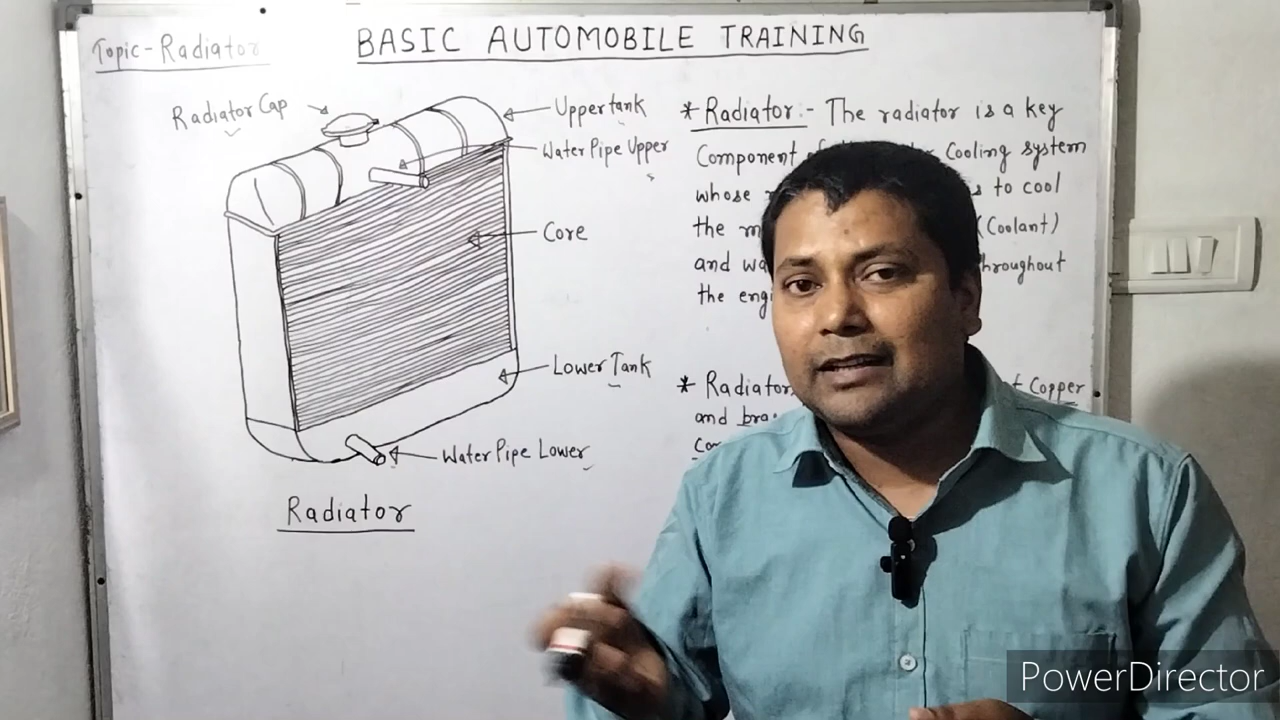 Topic - Radiator
BASIC AUTOMOBILE TRAINING
Radiator Cap
Upper tank
Water Pipe Upper
Core
Lower Tank
Water Pipe Lower
Radiator
* Radiator :- The radiator is a key
Component Cooling system
whose to cool
the (Coolant)
and throughout
the
* Radiator Copper
and
PowerDirector